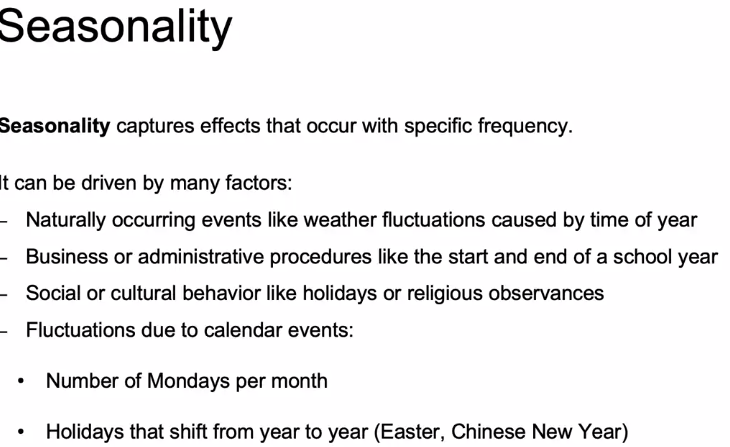 Seasonality
Seasonality captures effects that occur with specific frequency.
It can be driven by many factors:
– Naturally occurring events like weather fluctuations caused by time of year
– Business or administrative procedures like the start and end of a school year
– Social or cultural behavior like holidays or religious observances
– Fluctuations due to calendar events:
• Number of Mondays per month
• Holidays that shift from year to year (Easter, Chinese New Year)